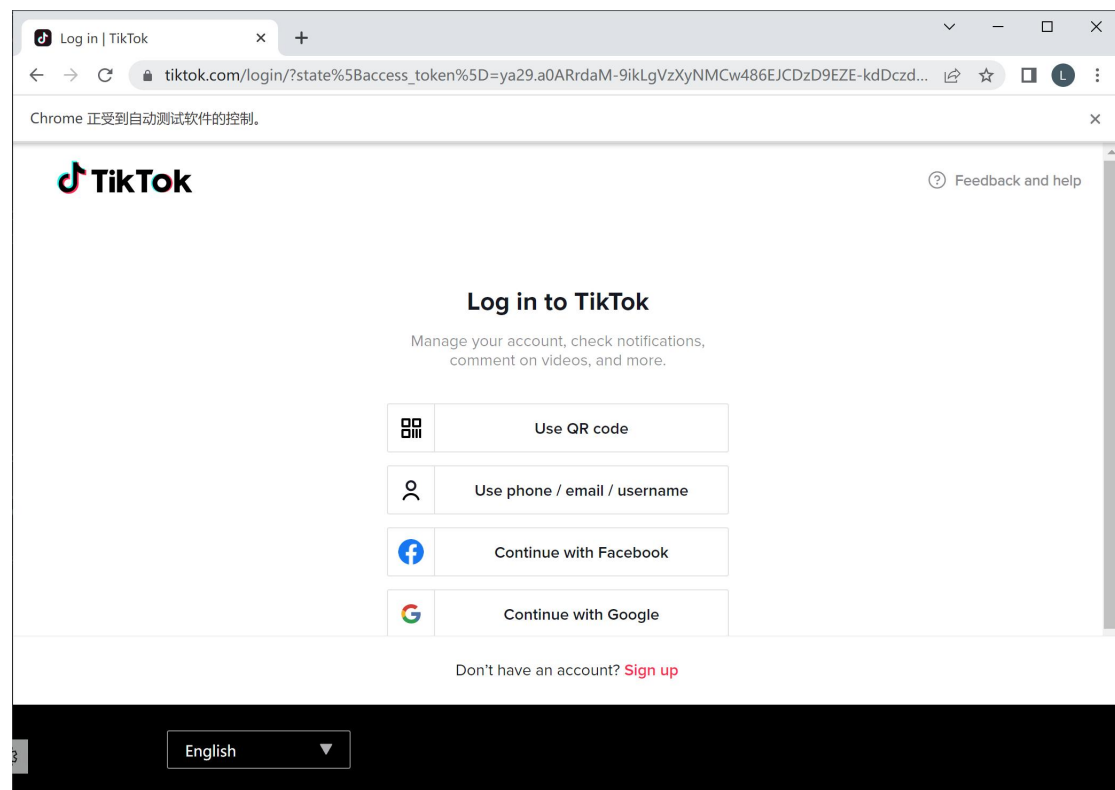 Log in | TikTok
tiktok.com/login/?state%5Baccess_token%5D=ya29.a0ARrdaM-9ikLgVzXyNMCw486EJCDzD9EZE-kdDczd...
L
Chrome 正受到自动测试软件的控制。
TikTok
Feedback and help
Log in to TikTok
Manage your account, check notifications,
comment on videos, and more.
Use QR code
Use phone / email / username
Continue with Facebook
Continue with Google
Don't have an account? Sign up
English